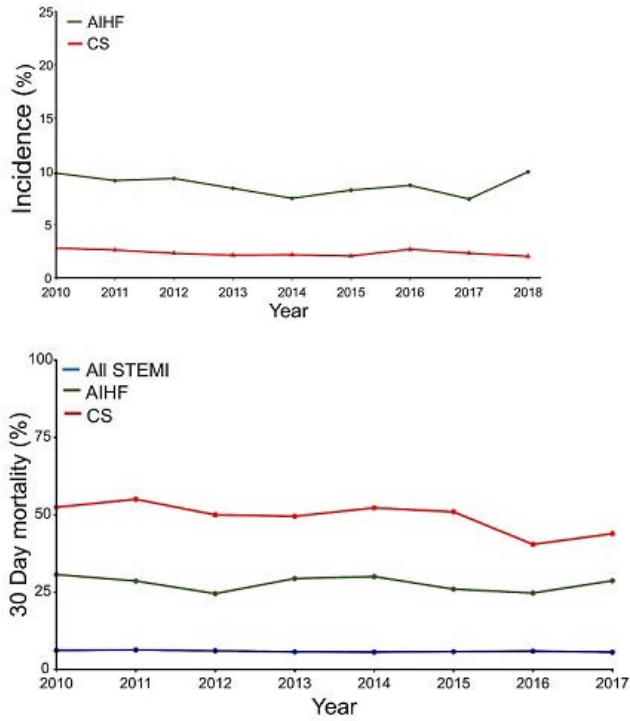 25
AIHF
CS
20
15
10
5
0
Incidence (%)
2010 2011 2012 2013 2014 2015 2016 2017 2018
Year
100
All STEMI
AIHF
CS
75
50
25
0
30 Day mortality (%)
2010 2011 2012 2013 2014 2015 2016 2017
Year